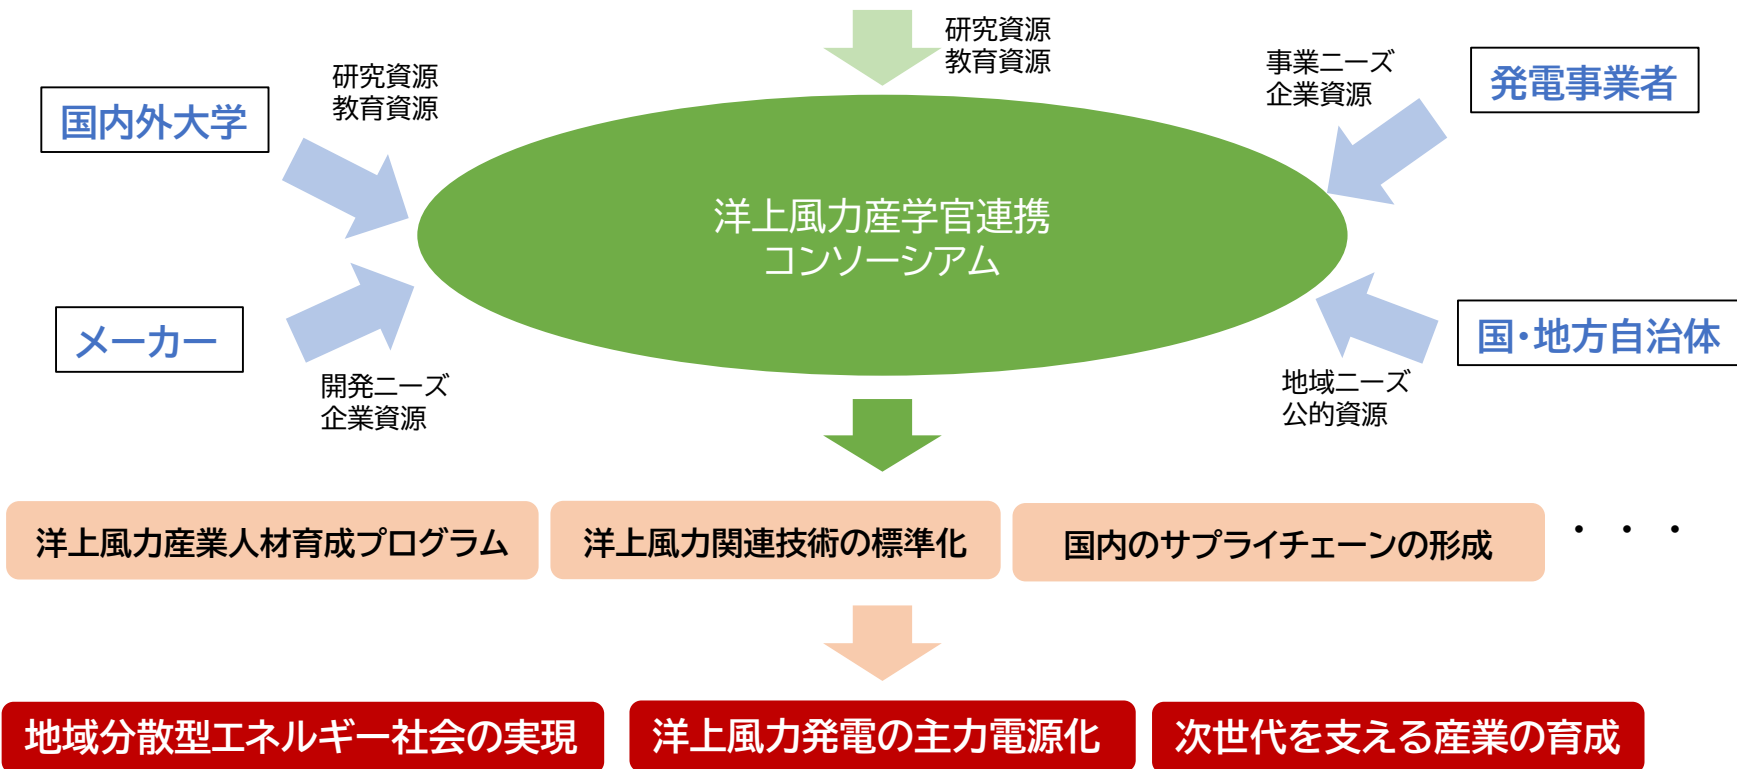 研究資源
教育資源
研究資源
教育資源
事業ニーズ
企業資源
国内外大学
発電事業者
洋上風力産学官連携
コンソーシアム
メーカー
国・地方自治体
開発ニーズ
企業資源
地域ニーズ
公的資源
洋上風力産業人材育成プログラム
洋上風力関連技術の標準化
国内のサプライチェーンの形成
・・・
地域分散型エネルギー社会の実現
洋上風力発電の主力電源化
次世代を支える産業の育成